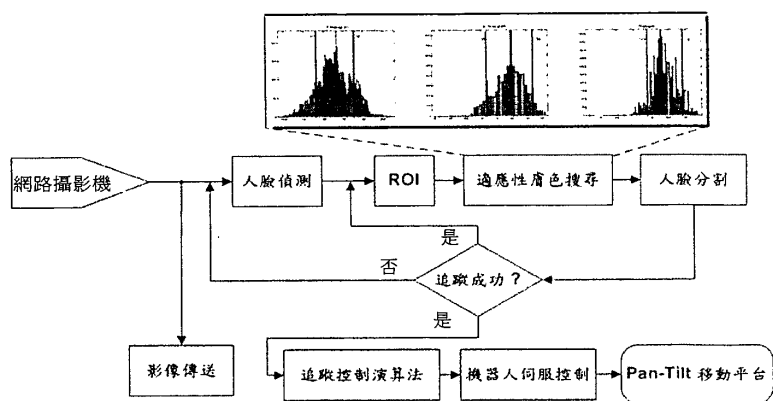 網路攝影機
人臉偵測
ROI
適應性膚色搜尋
人臉分割
是
否
追蹤成功？
是
影像傳送
追蹤控制演算法
機器人伺服控制
Pan-Tilt 移動平台